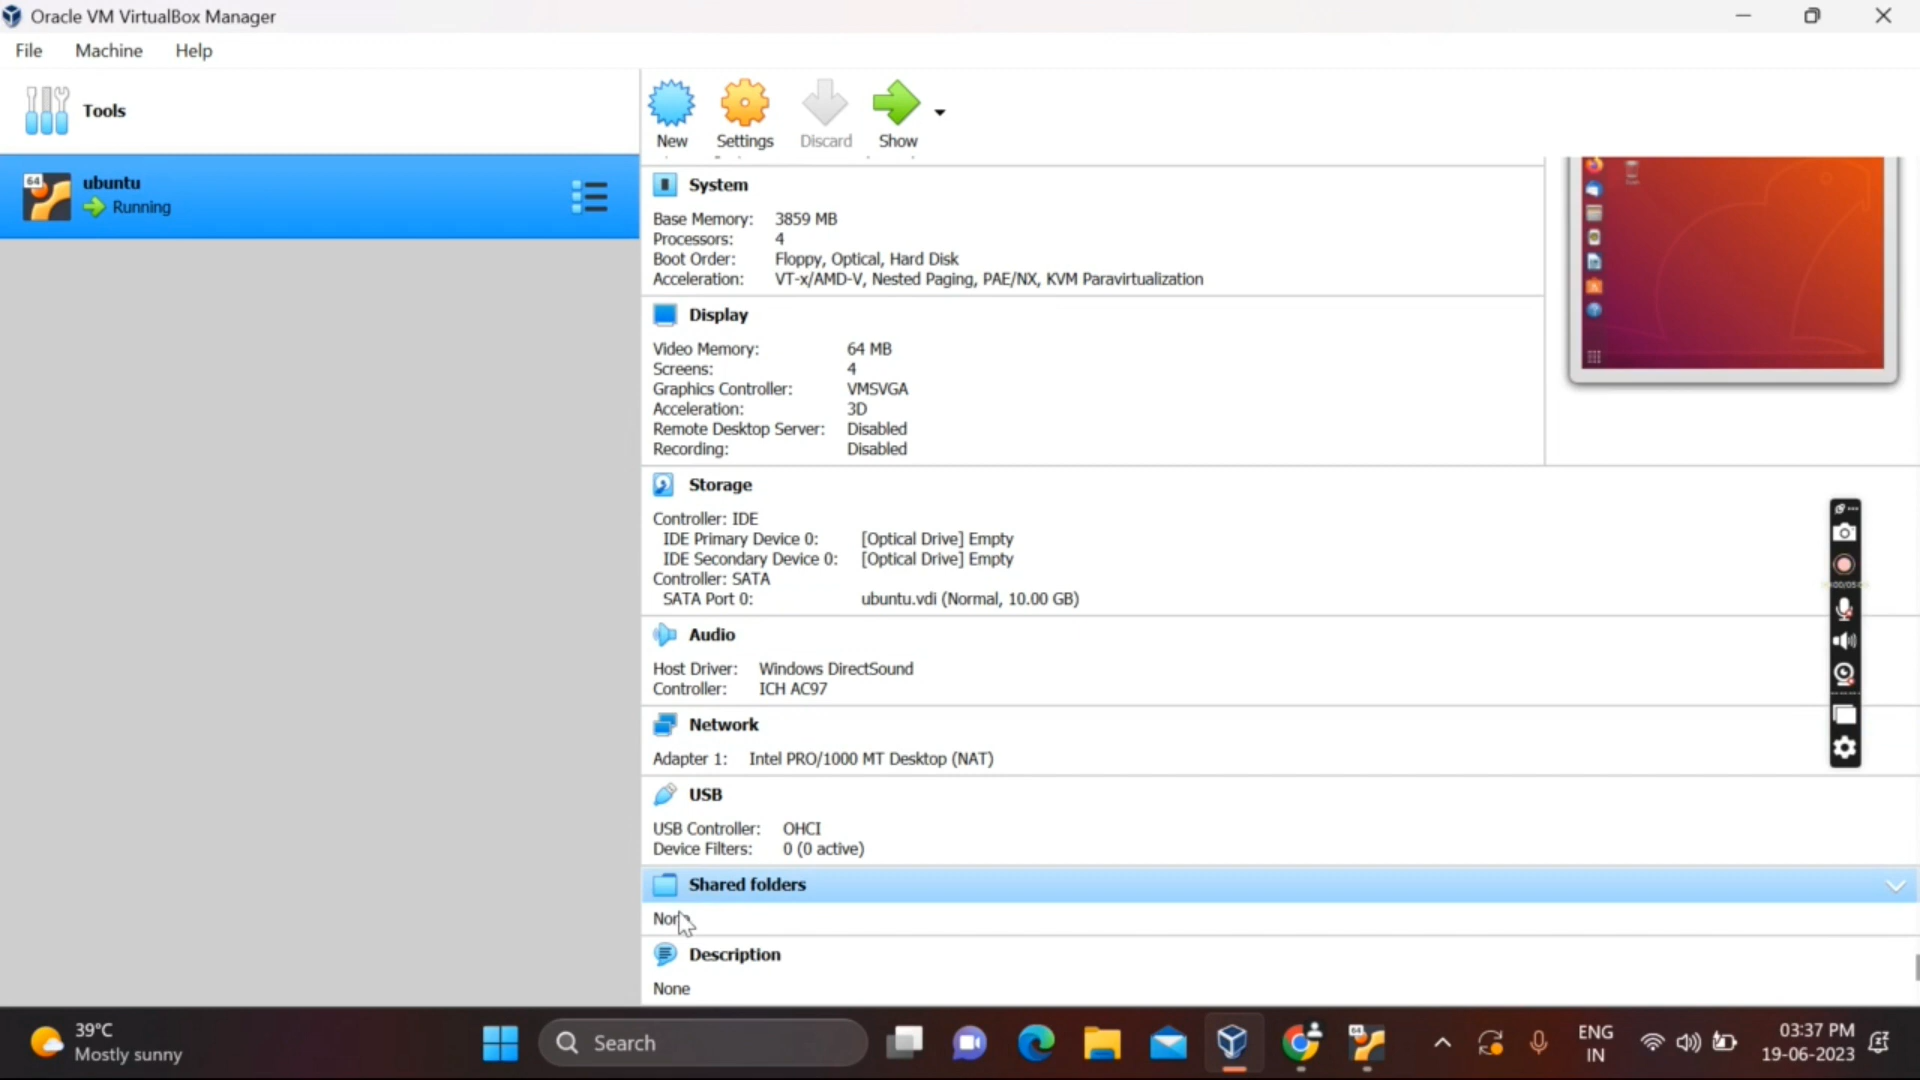 Oracle VM VirtualBox Manager
File Machine Help
Tools
New Settings Discard Show
64 ubuntu
Running
System
Base Memory: 3859 MB
Processors: 4
Boot Order: Floppy, Optical, Hard Disk
Acceleration: VT-x/AMD-V, Nested Paging, PAE/NX, KVM Paravirtualization
Display
Video Memory: 64 MB
Screens: 4
Graphics Controller: VMSVGA
Acceleration: 3D
Remote Desktop Server: Disabled
Recording: Disabled
Storage
Controller: IDE
IDE Primary Device 0: [Optical Drive] Empty
IDE Secondary Device 0: [Optical Drive] Empty
Controller: SATA
SATA Port 0: ubuntu.vdi (Normal, 10.00 GB)
Audio
Host Driver: Windows DirectSound
Controller: ICH AC97
Network
Adapter 1: Intel PRO/1000 MT Desktop (NAT)
USB
USB Controller: OHCI
Device Filters: 0 (0 active)
Shared folders
None
Description
None
39°C
Mostly sunny
Search
64
ENG
IN
03:37 PM
19-06-2023